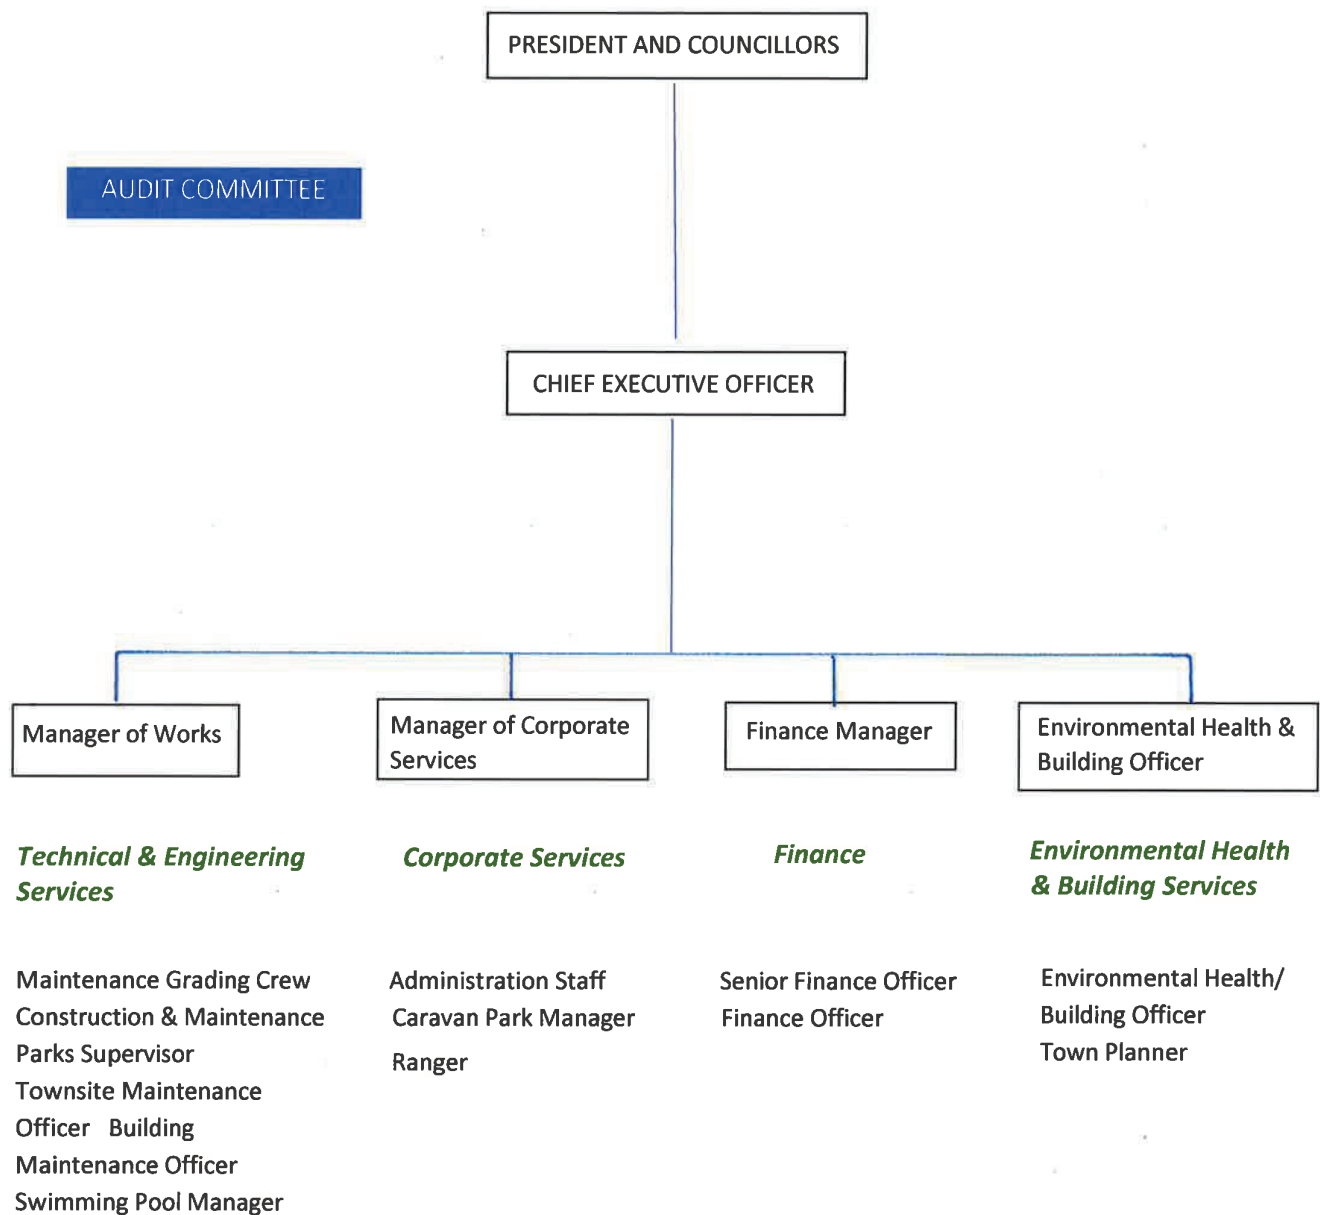 PRESIDENT AND COUNCILLORS
AUDIT COMMITTEE
CHIEF EXECUTIVE OFFICER
Manager of Works
Manager of Corporate
Services
Finance Manager
Environmental Health &
Building Officer
Technical & Engineering
Services
Corporate Services
Finance
Environmental Health
& Building Services
Maintenance Grading Crew
Construction & Maintenance
Parks Supervisor
Townsite Maintenance
Officer Building
Maintenance Officer
Swimming Pool Manager
Administration Staff
Caravan Park Manager
Ranger
Senior Finance Officer
Finance Officer
Environmental Health/
Building Officer
Town Planner